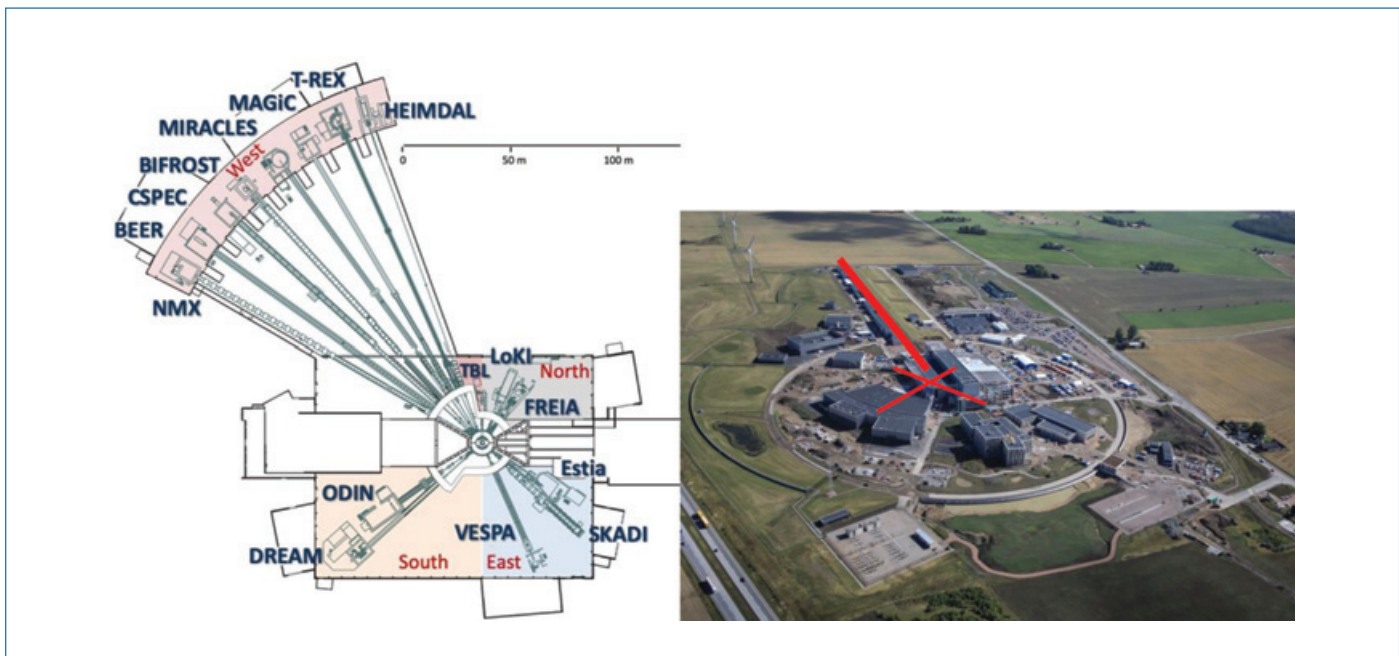 T-REX
MAGiC
HEIMDAL
MIRACLES
West
BIFROST
0 50 m 100 m
CSPEC
BEER
NMX
LoKI
TBL
North
FREIA
Estia
ODIN
VESPA
SKADI
DREAM
South
East